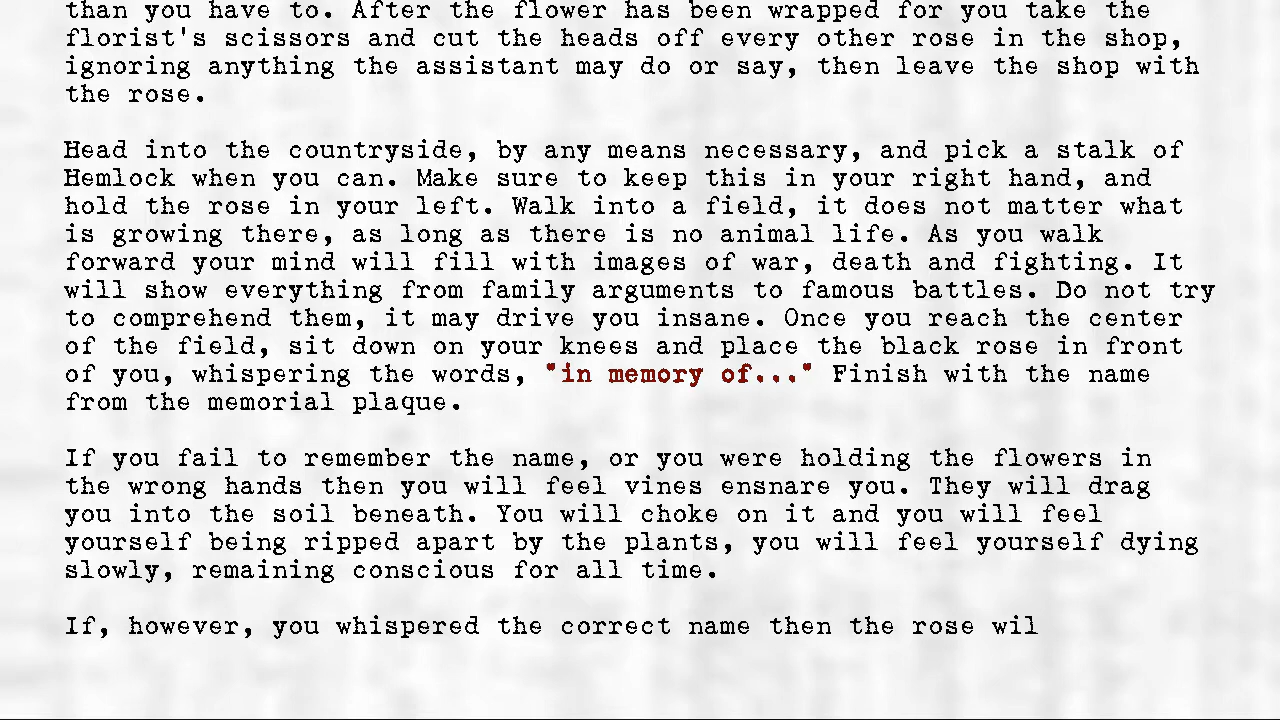 than you have to. After the flower has been wrapped for you take the
florist's scissors and cut the heads off every other rose in the shop,
ignoring anything the assistant may do or say, then leave the shop with
the rose.
Head into the countryside, by any means necessary, and pick a stalk of
Hemlock when you can. Make sure to keep this in your right hand, and
hold the rose in your left. Walk into a field, it does not matter what
is growing there, as long as there is no animal life. As you walk
forward your mind will fill with images of war, death and fighting. It
will show everything from family arguments to famous battles. Do not try
to comprehend them, it may drive you insane. Once you reach the center
of the field, sit down on your knees and place the black rose in front
of you, whispering the words, "in memory of..." Finish with the name
from the memorial plaque.
If you fail to remember the name, or you were holding the flowers in
the wrong hands then you will feel vines ensnare you. They will drag
you into the soil beneath. You will choke on it and you will feel
yourself being ripped apart by the plants, you will feel yourself dying
slowly, remaining conscious for all time.
If, however, you whispered the correct name then the rose wil